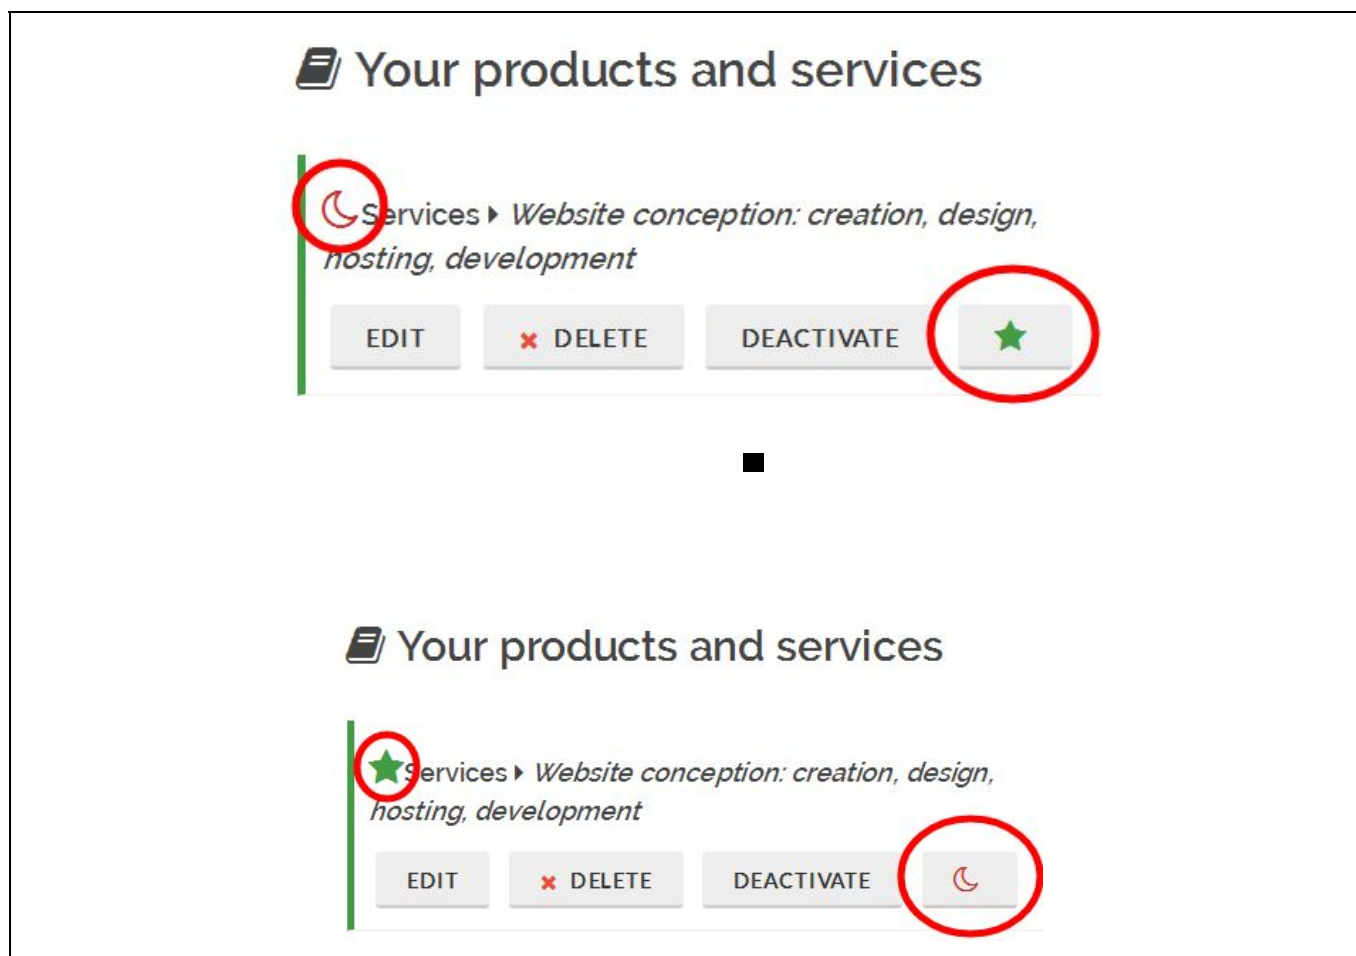 Your products and services
Services Website conception: creation, design,
hosting, development
EDIT DELETE DEACTIVATE
Your products and services
Services Website conception: creation, design,
hosting, development
EDIT DELETE DEACTIVATE